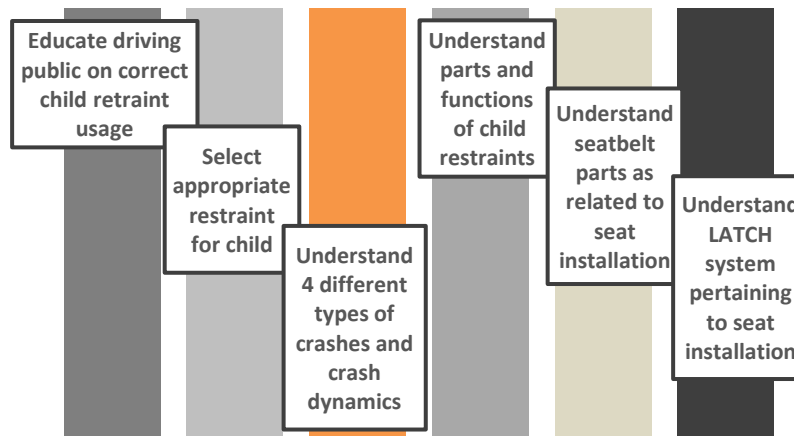 Educate driving
public on correct
child retraint
usage
Select
appropriate
restraint
for child
Understand
4 different
types of
crashes and
crash
dynamics
Understand
parts and
functions
of child
restraints
Understand
seatbelt
parts as
related to
seat
installation
Understand
LATCH
system
pertaining
to seat
installation